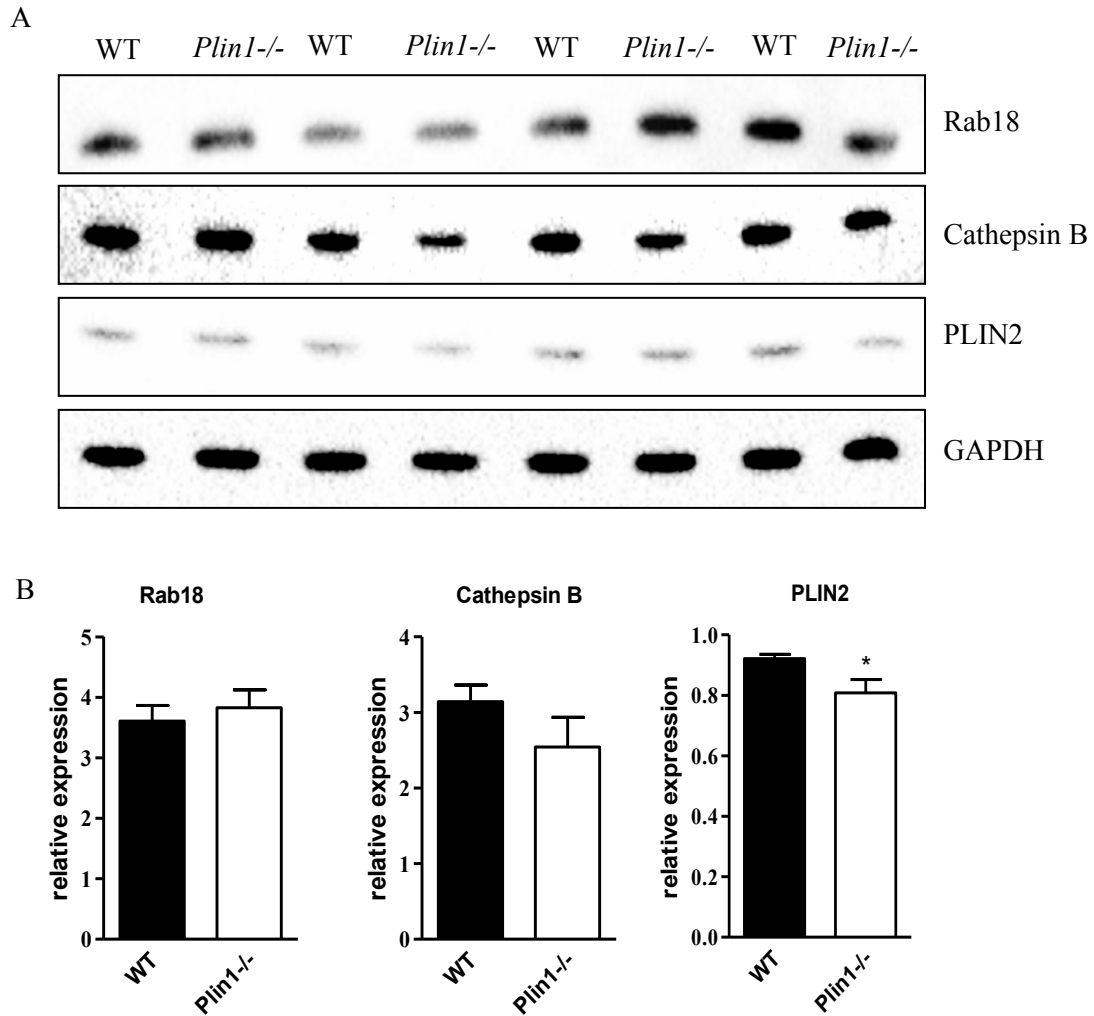 A
WT Plin1-/- WT Plin1-/- WT Plin1-/- WT Plin1-/-
Rab18
Cathepsin B
PLIN2
GAPDH
B
Rab18
relative expression
5
4
3
2
1
0
WT
Plin1-/-
Cathepsin B
relative expression
4
3
2
1
0
WT
Plin1-/-
PLIN2
relative expression
1.0
0.8
0.6
0.4
0.2
0.0
*
WT
Plin1-/-